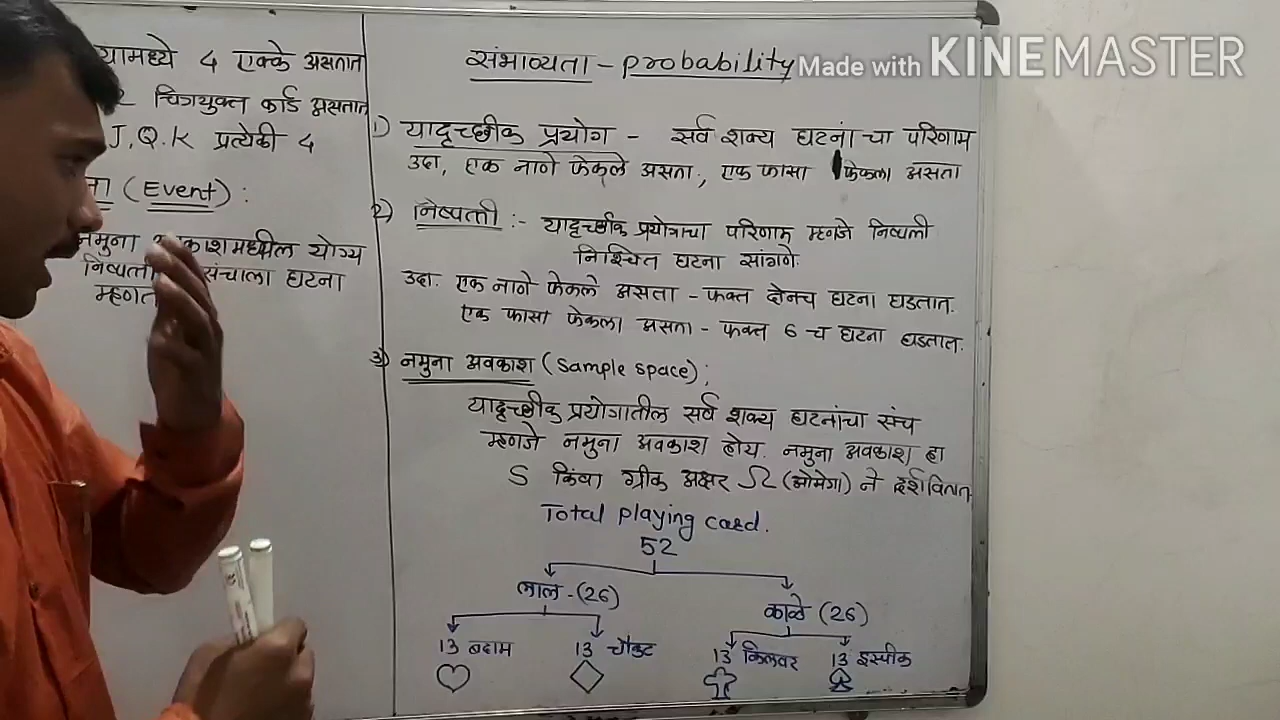 यामध्ये 4 एक्के असतात
चित्रयुक्त कार्ड असतात
J, Q, K प्रत्येकी 4
(Event) :
नमुना मधील योग्य
निष्पत्ती संचाला घटना
म्हणत
संभाव्यता - probability
Made with KINEMASTER
1) यादृच्छीक प्रयोग - सर्व शक्य घटनांचा परिणाम
उदा, एक नाणे फेकले असता, एक फासा फेकला असता
2) निष्पत्ती :- यादृच्छीक प्रयोगाचा परिणाम म्हणजे निष्पत्ती
निश्चित घटना सांगणे
उदा. एक नाणे फेकले असता - फक्त दोनच घटना घडतात.
एक फासा फेकला असता - फक्त 6 च घटना घडतात.
3) नमुना अवकाश (Sample space) ;
यादृच्छीक प्रयोगातील सर्व शक्य घटनांचा संच
म्हणजे नमुना अवकाश होय. नमुना अवकाश हा
S किंवा ग्रीक अक्षर Ω (ओमेगा) ने दर्शवितात
Total playing card.
52
लाल - (26) काळे (26)
13 बदाम 13 चौकट 13 किलवर 13 इस्पीक